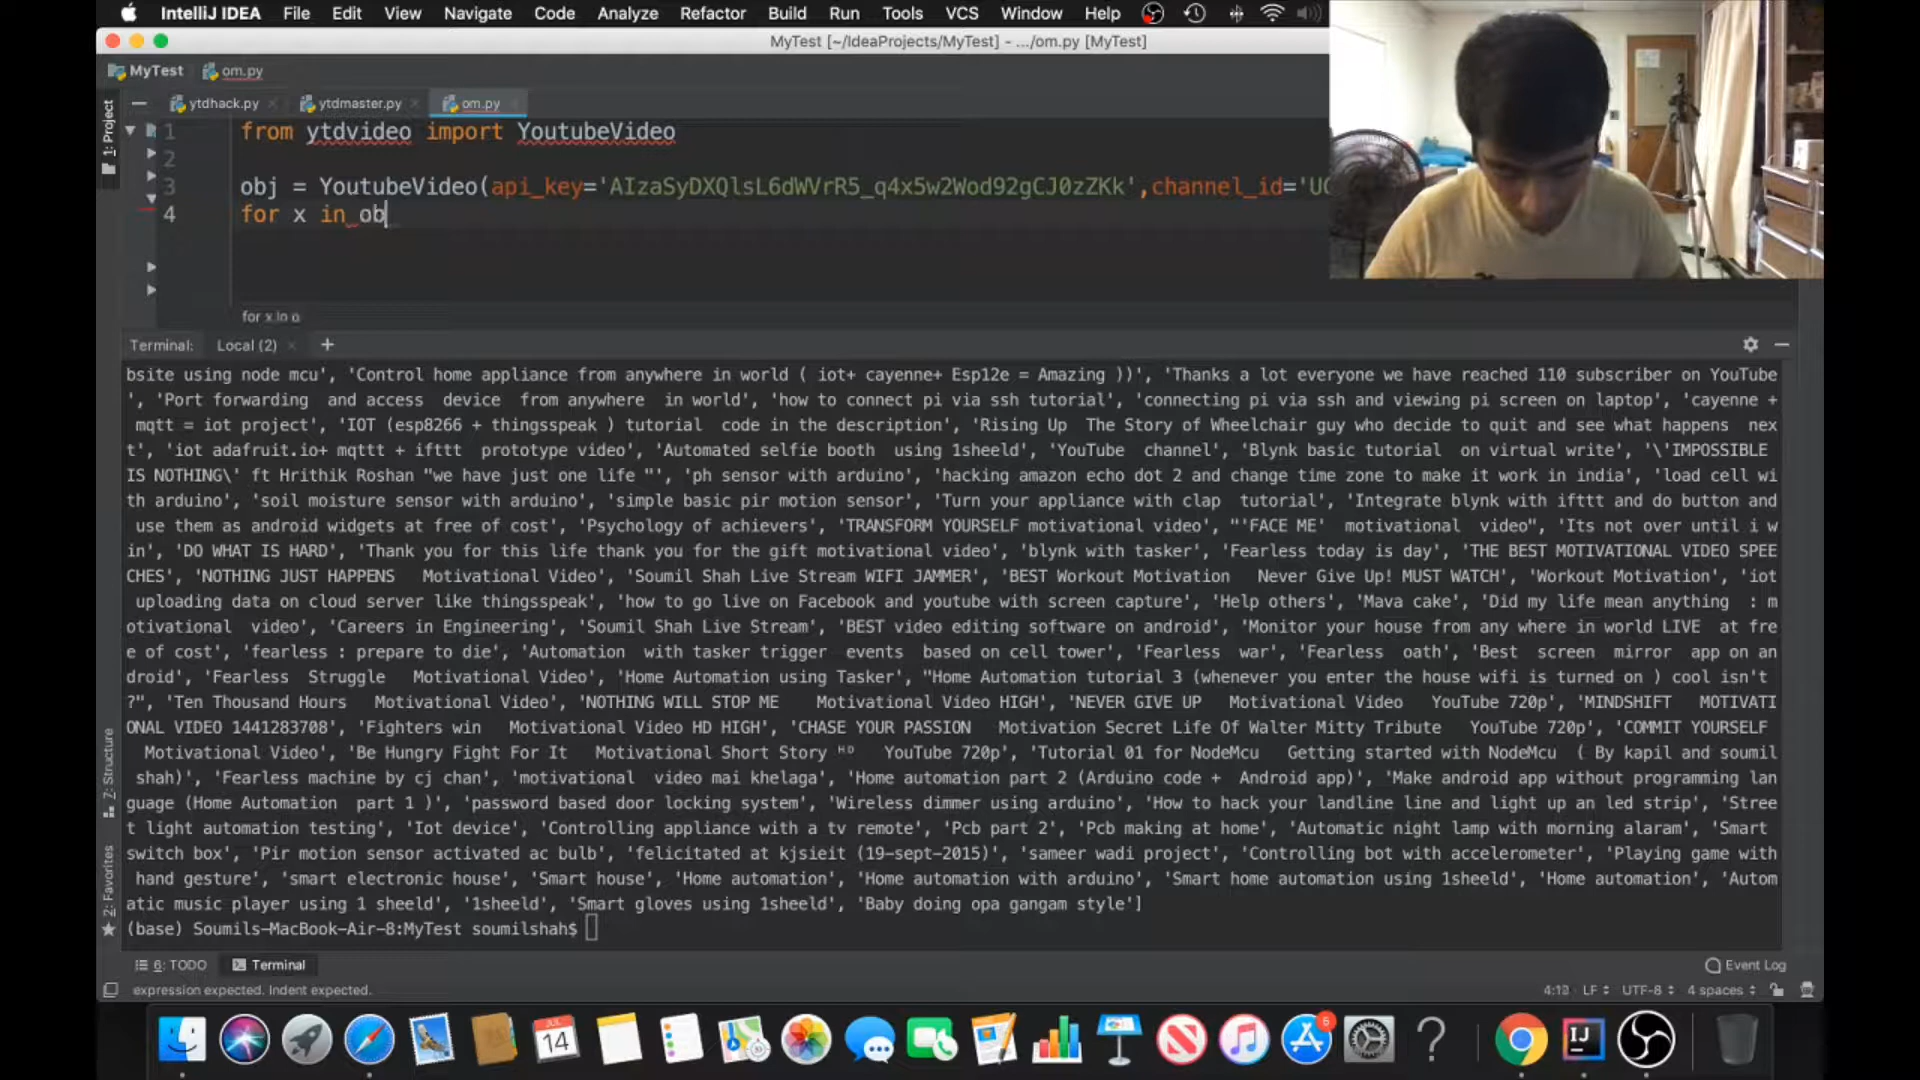 IntelliJ IDEA File Edit View Navigate Code Analyze Refactor Build Run Tools VCS Window Help
MyTest [~/IdeaProjects/MyTest] - .../om.py [MyTest]
MyTest om.py
1: Project
ytdhack.py ytdmaster.py om.py
1 from ytdvideo import YoutubeVideo
2
3 obj = YoutubeVideo(api_key='AIzaSyDXQlsL6dWVrR5_q4x5w2Wod92gCJ0zZKk',channel_id='UC
4 for x in ob
for x in o
Terminal: Local (2) +
bsite using node mcu', 'Control home appliance from anywhere in world ( iot+ cayenne+ Esp12e = Amazing ))', 'Thanks a lot everyone we have reached 110 subscriber on YouTube
', 'Port forwarding  and access  device  from anywhere  in world', 'how to connect pi via ssh tutorial', 'connecting pi via ssh and viewing pi screen on laptop', 'cayenne +
mqtt = iot project', 'IOT (esp8266 + thingsspeak ) tutorial  code in the description', 'Rising Up  The Story of Wheelchair guy who decide to quit and see what happens  nex
t', 'iot adafruit.io+ mqttt + ifttt  prototype video', 'Automated selfie booth  using 1sheeld', 'YouTube  channel', 'Blynk basic tutorial  on virtual write', '\'IMPOSSIBLE
IS NOTHING\' ft Hrithik Roshan "we have just one life "', 'ph sensor with arduino', 'hacking amazon echo dot 2 and change time zone to make it work in india', 'load cell wi
th arduino', 'soil moisture sensor with arduino', 'simple basic pir motion sensor', 'Turn your appliance with clap  tutorial', 'Integrate blynk with ifttt and do button and
use them as android widgets at free of cost', 'Psychology of achievers', 'TRANSFORM YOURSELF motivational video', "'FACE ME'  motivational  video", 'Its not over until i w
in', 'DO WHAT IS HARD', 'Thank you for this life thank you for the gift motivational video', 'blynk with tasker', 'Fearless today is day', 'THE BEST MOTIVATIONAL VIDEO SPEE
CHES', 'NOTHING JUST HAPPENS   Motivational Video', 'Soumil Shah Live Stream WIFI JAMMER', 'BEST Workout Motivation   Never Give Up! MUST WATCH', 'Workout Motivation', 'iot
uploading data on cloud server like thingsspeak', 'how to go live on Facebook and youtube with screen capture', 'Help others', 'Mava cake', 'Did my life mean anything  : m
otivational  video', 'Careers in Engineering', 'Soumil Shah Live Stream', 'BEST video editing software on android', 'Monitor your house from any where in world LIVE  at fre
e of cost', 'fearless : prepare to die', 'Automation  with tasker trigger  events  based on cell tower', 'Fearless  war', 'Fearless  oath', 'Best  screen  mirror  app on an
droid', 'Fearless  Struggle   Motivational Video', 'Home Automation using Tasker', "Home Automation tutorial 3 (whenever you enter the house wifi is turned on ) cool isn't
?", 'Ten Thousand Hours   Motivational Video', 'NOTHING WILL STOP ME    Motivational Video HIGH', 'NEVER GIVE UP   Motivational Video   YouTube 720p', 'MINDSHIFT   MOTIVATI
ONAL VIDEO 1441283708', 'Fighters win   Motivational Video HD HIGH', 'CHASE YOUR PASSION   Motivation Secret Life Of Walter Mitty Tribute   YouTube 720p', 'COMMIT YOURSELF
Motivational Video', 'Be Hungry Fight For It   Motivational Short Story ᴴᴰ   YouTube 720p', 'Tutorial 01 for NodeMcu   Getting started with NodeMcu  ( By kapil and soumil
shah)', 'Fearless machine by cj chan', 'motivational  video mai khelaga', 'Home automation part 2 (Arduino code +  Android app)', 'Make android app without programming lan
guage (Home Automation  part 1 )', 'password based door locking system', 'Wireless dimmer using arduino', 'How to hack your landline line and light up an led strip', 'Stree
t light automation testing', 'Iot device', 'Controlling appliance with a tv remote', 'Pcb part 2', 'Pcb making at home', 'Automatic night lamp with morning alaram', 'Smart
switch box', 'Pir motion sensor activated ac bulb', 'felicitated at kjsieit (19-sept-2015)', 'sameer wadi project', 'Controlling bot with accelerometer', 'Playing game with
hand gesture', 'smart electronic house', 'Smart house', 'Home automation', 'Home automation with arduino', 'Smart home automation using 1sheeld', 'Home automation', 'Autom
atic music player using 1 sheeld', '1sheeld', 'Smart gloves using 1sheeld', 'Baby doing opa gangam style']
(base) Soumils-MacBook-Air-8:MyTest soumilshah$
7: Structure
2: Favorites
6: TODO Terminal Event Log
expression expected. Indent expected. 4:12 LF UTF-8 4 spaces
JUL
14
6
IJ